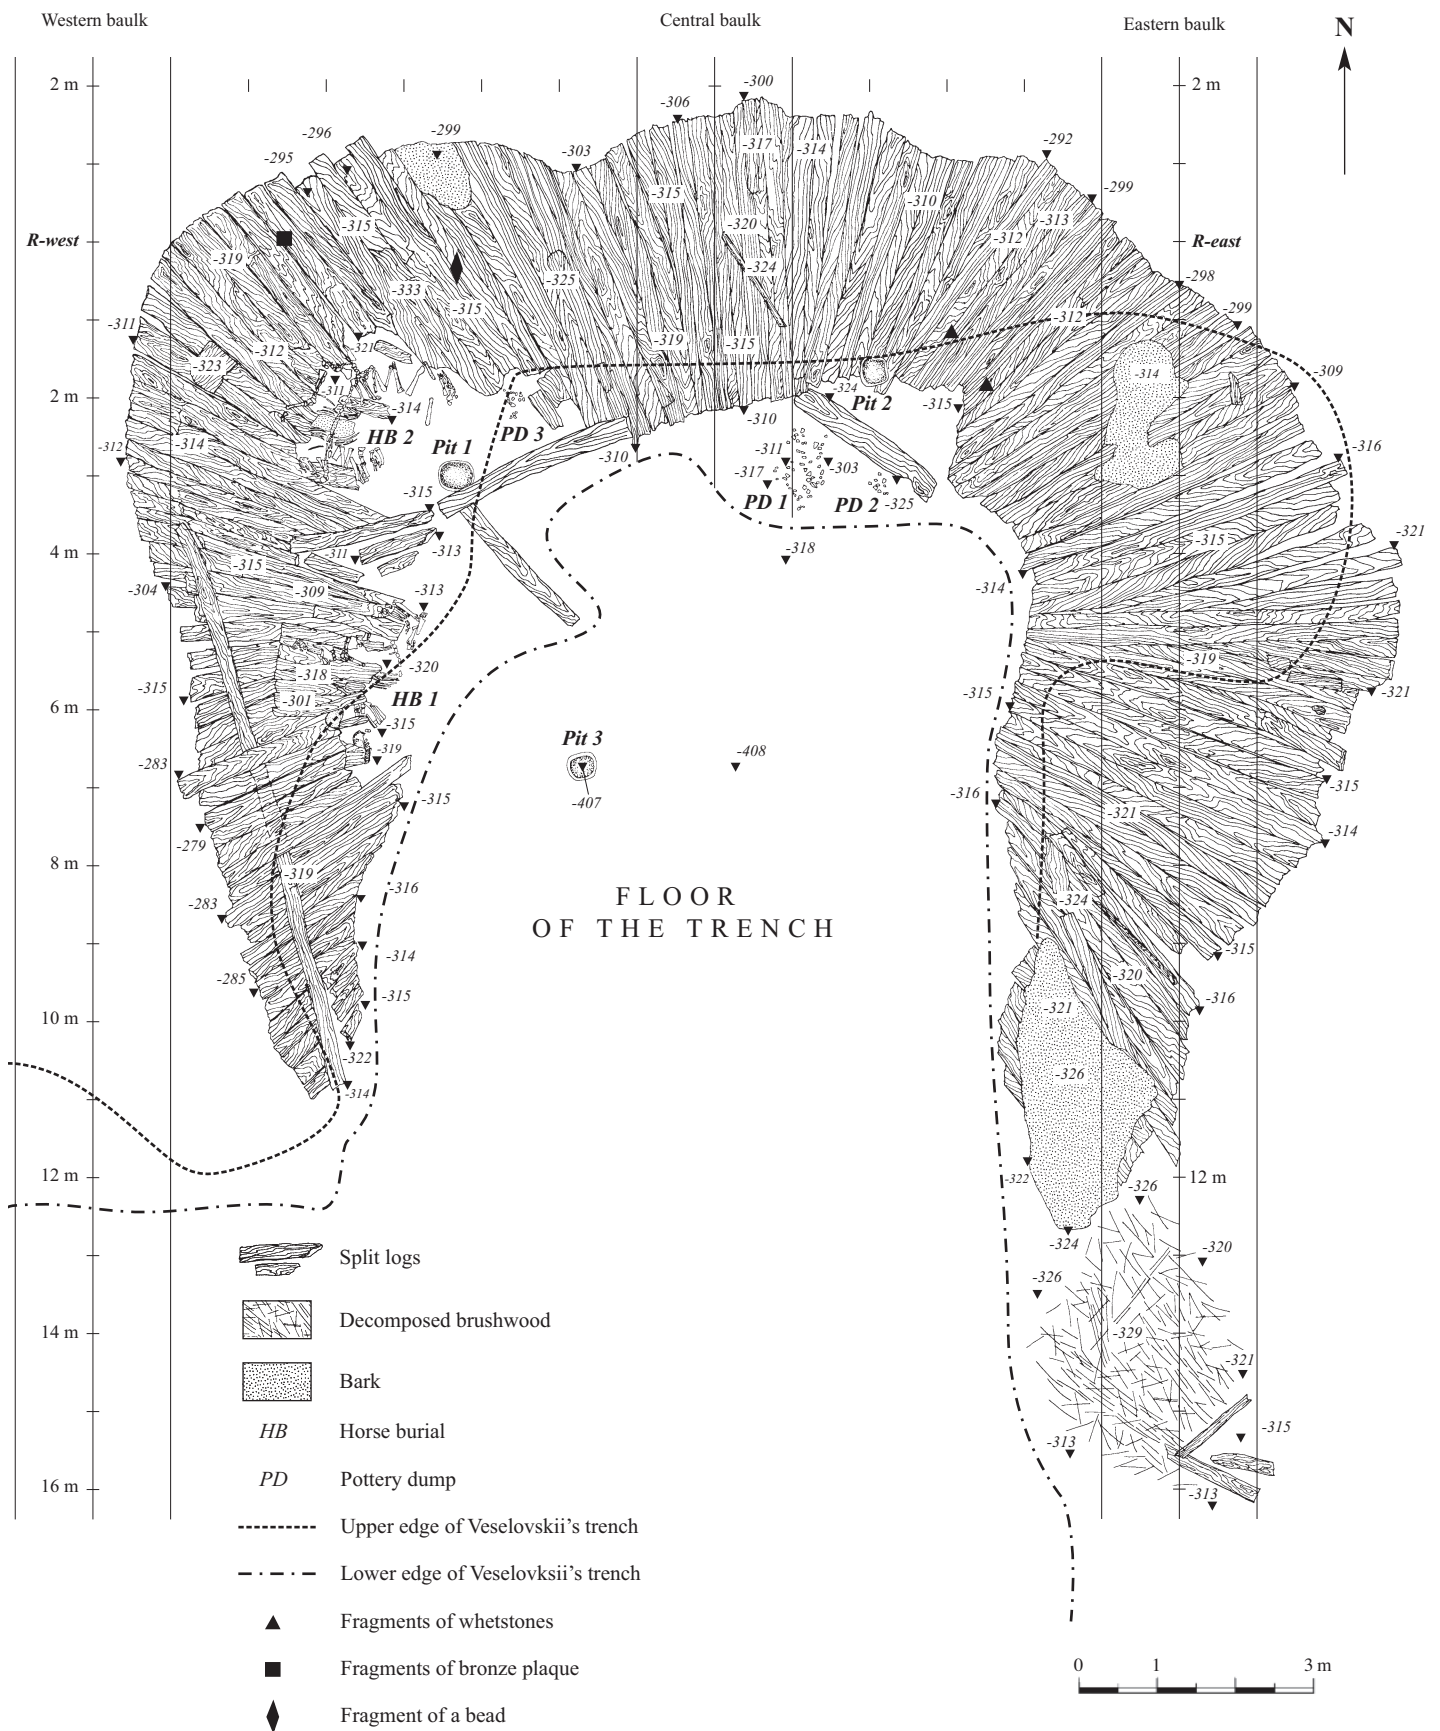 Western baulk
Central baulk
Eastern baulk
N
2 m
2 m
-300
-306
-296
-299
-303
-292
-295
-317
-314
-299
-315
-310
-313
-315
-320
-312
R-west
R-east
-319
-324
-325
-298
-333
-315
-299
-312
-311
-321
-319
-315
-312
-323
-314
-309
-311
2 m
-324
-314
Pit 2
-315
-310
HB 2
PD 3
-316
-312
-314
Pit 1
-310
-311
-303
-317
-315
PD 1
PD 2
-325
-321
-315
-313
4 m
-311
-318
-315
-314
-304
-309
-313
-319
-320
-318
-315
HB 1
-301
-315
-321
6 m
-315
Pit 3
-319
-408
-283
-315
-316
-315
-407
-321
-314
-279
8 m
-319
FLOOR
OF THE TRENCH
-316
-283
-324
-315
-314
-285
-320
-315
-316
10 m
-321
-322
-326
-314
12 m
12 m
-322
-326
-324
-320
Split logs
-326
Decomposed brushwood
14 m
-329
-321
Bark
HB
Horse burial
-315
-313
PD
Pottery dump
16 m
-313
Upper edge of Veselovskii's trench
Lower edge of Veselovksii's trench
Fragments of whetstones
0 1 3 m
Fragments of bronze plaque
Fragment of a bead